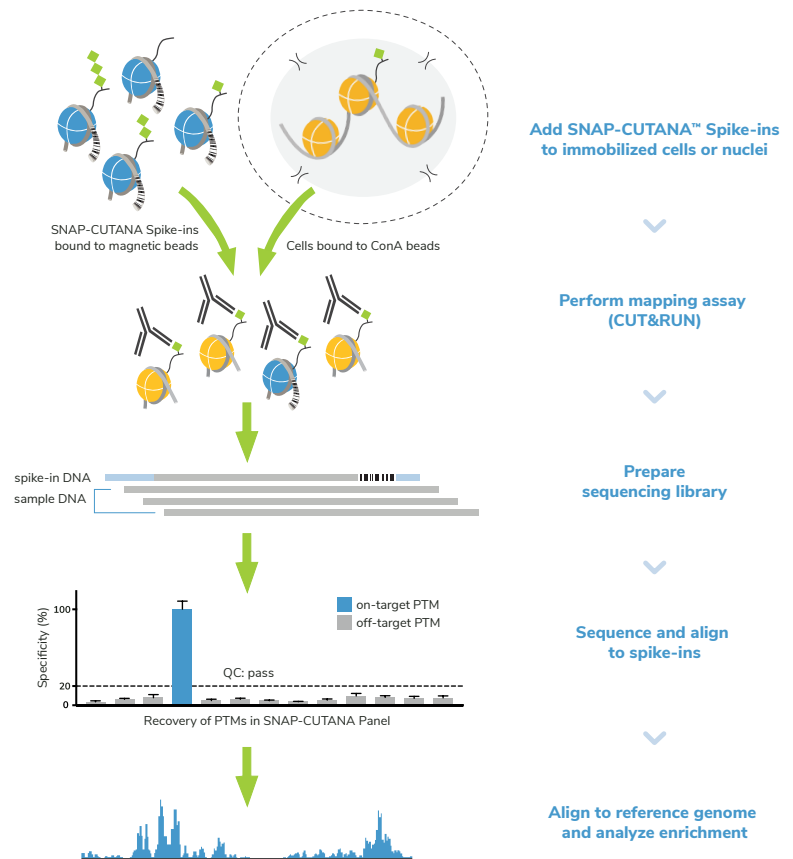 Add SNAP-CUTANA™ Spike-ins
to immobilized cells or nuclei
SNAP-CUTANA Spike-ins
bound to magnetic beads
Cells bound to ConA beads
Perform mapping assay
(CUT&RUN)
spike-in DNA
sample DNA
Prepare
sequencing library
Specificity (%)
100
20
0
on-target PTM
off-target PTM
QC: pass
Recovery of PTMs in SNAP-CUTANA Panel
Sequence and align
to spike-ins
Align to reference genome
and analyze enrichment